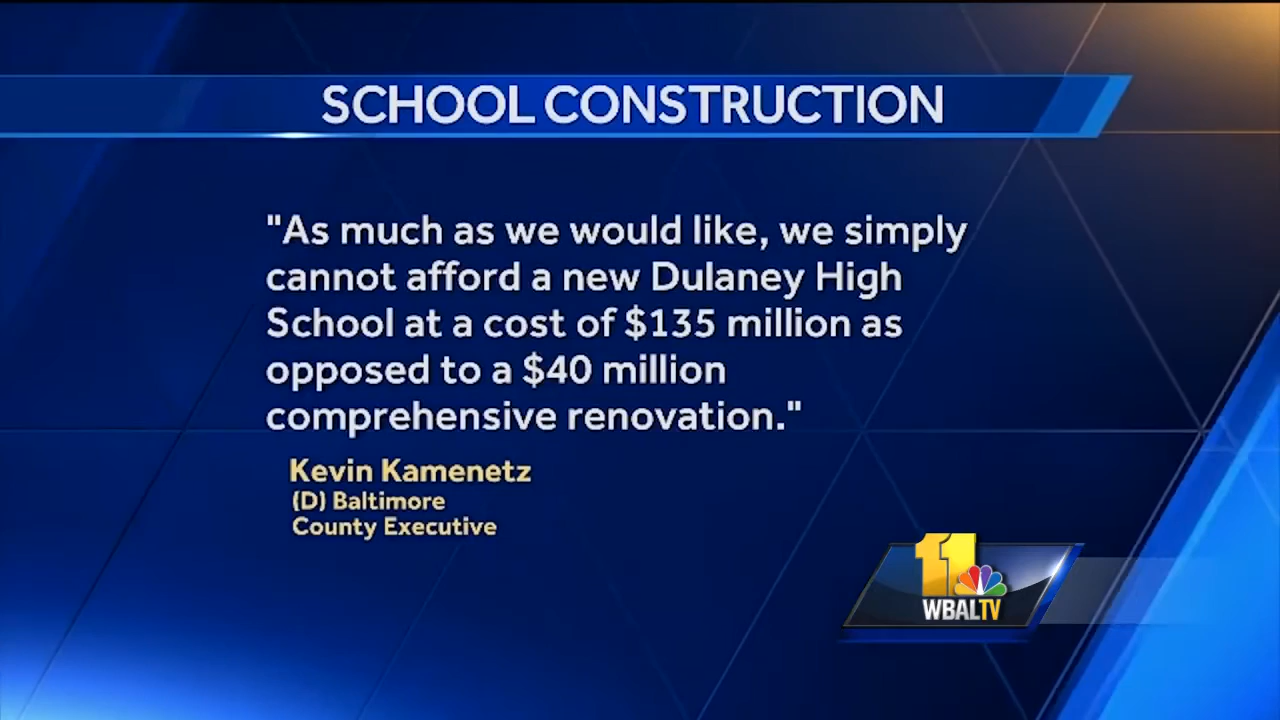 SCHOOL CONSTRUCTION
"As much as we would like, we simply
cannot afford a new Dulaney High
School at a cost of $135 million as
opposed to a $40 million
comprehensive renovation."
Kevin Kamenetz
(D) Baltimore
County Executive
11
WBALTV